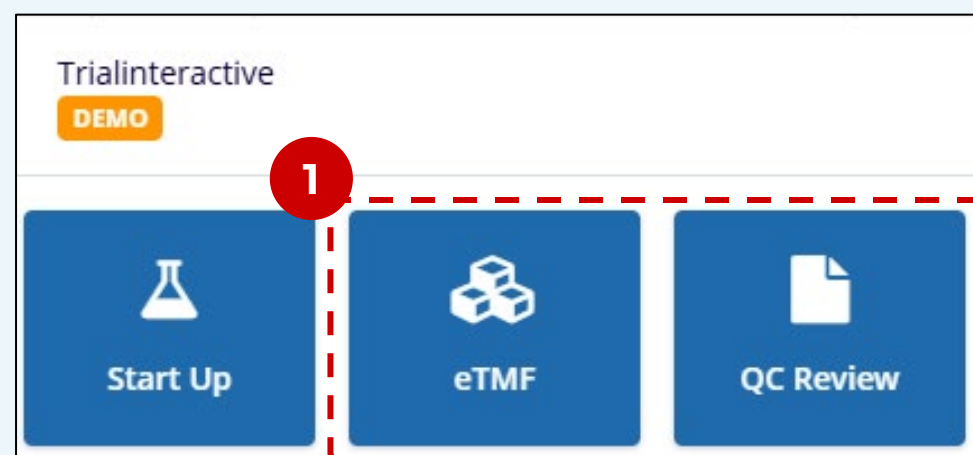 Trialinteractive
DEMO
1
Start Up
eTMF
QC Review